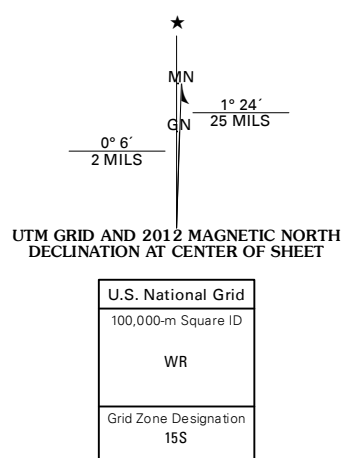 ★
MN
1° 24´
GN
25 MILS
0° 6´
2 MILS
UTM GRID AND 2012 MAGNETIC NORTH
DECLINATION AT CENTER OF SHEET
U.S. National Grid
100,000-m Square ID
WR
Grid Zone Designation
15S